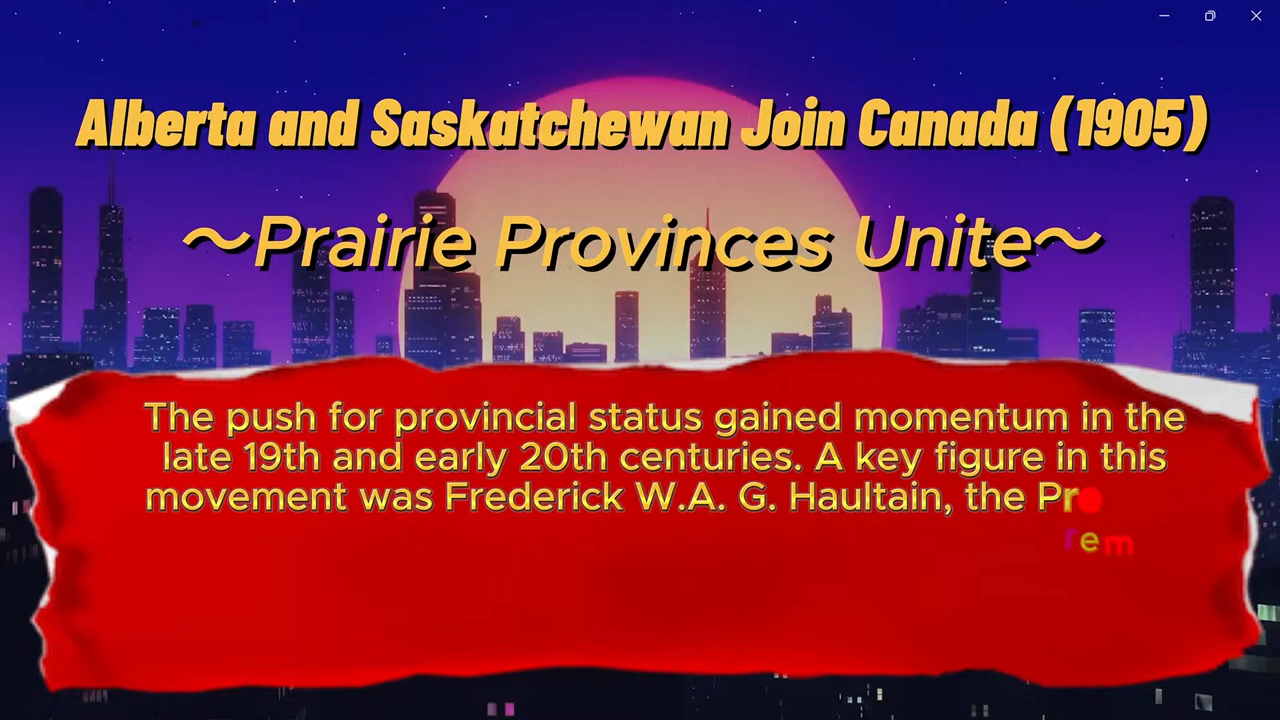 Alberta and Saskatchewan Join Canada (1905)
～Prairie Provinces Unite～
The push for provincial status gained momentum in the
late 19th and early 20th centuries. A key figure in this
movement was Frederick W.A. G. Haultain, the Pr
rem